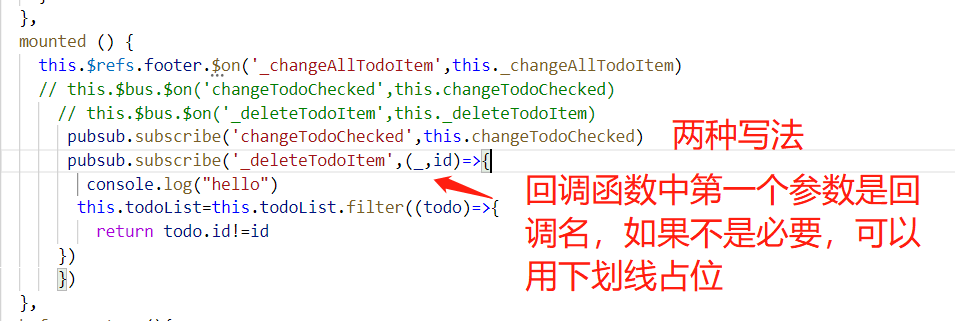 },
mounted () {
this.$refs.footer.$on('_changeAllTodoItem',this._changeAllTodoItem)
// this.$bus.$on('changeTodoChecked',this.changeTodoChecked)
// this.$bus.$on('_deleteTodoItem',this._deleteTodoItem)
pubsub.subscribe('changeTodoChecked',this.changeTodoChecked)
两种写法
pubsub.subscribe('_deleteTodoItem',(_,id)=>{
console.log("hello")
this.todoList=this.todoList.filter((todo)=>{
return todo.id!=id
})
})
},
回调函数中第一个参数是回
调名，如果不是必要，可以
用下划线占位